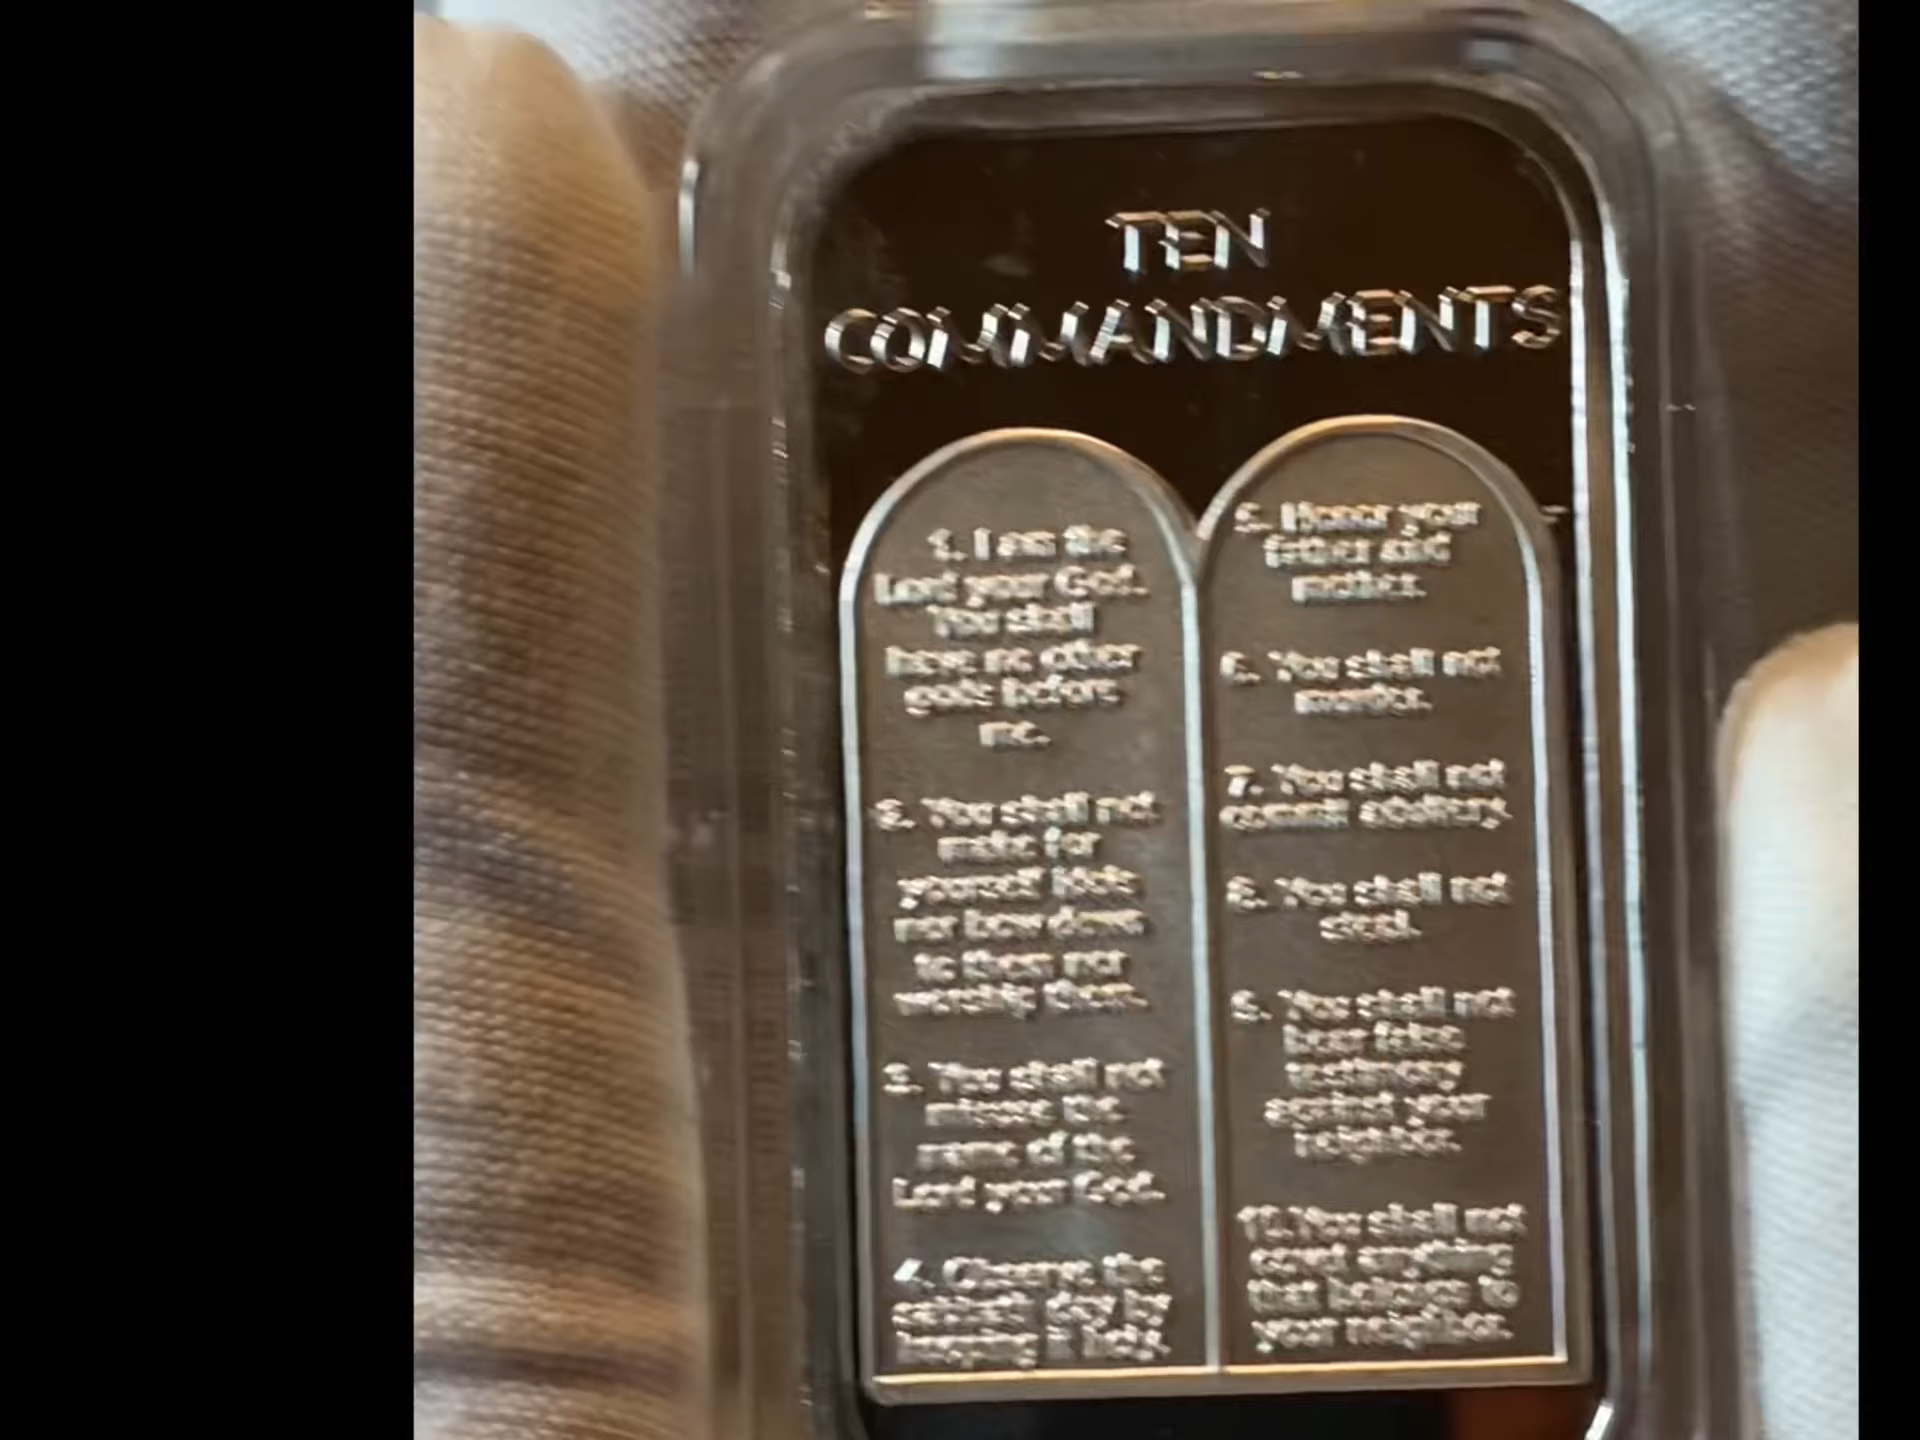 TEN
COMMANDMENTS
1. I am the
Lord your God.
You shall
have no other
gods before
me.
2. You shall not
make for
yourself idols
nor bow down
to them nor
worship them.
3. You shall not
misuse the
name of the
Lord your God.
4. Observe the
sabbath day by
keeping it holy.
5. Honor your
father and
mother.
6. You shall not
murder.
7. You shall not
commit adultery.
8. You shall not
steal.
9. You shall not
bear false
testimony
against your
neighbor.
10. You shall not
covet anything
that belongs to
your neighbor.